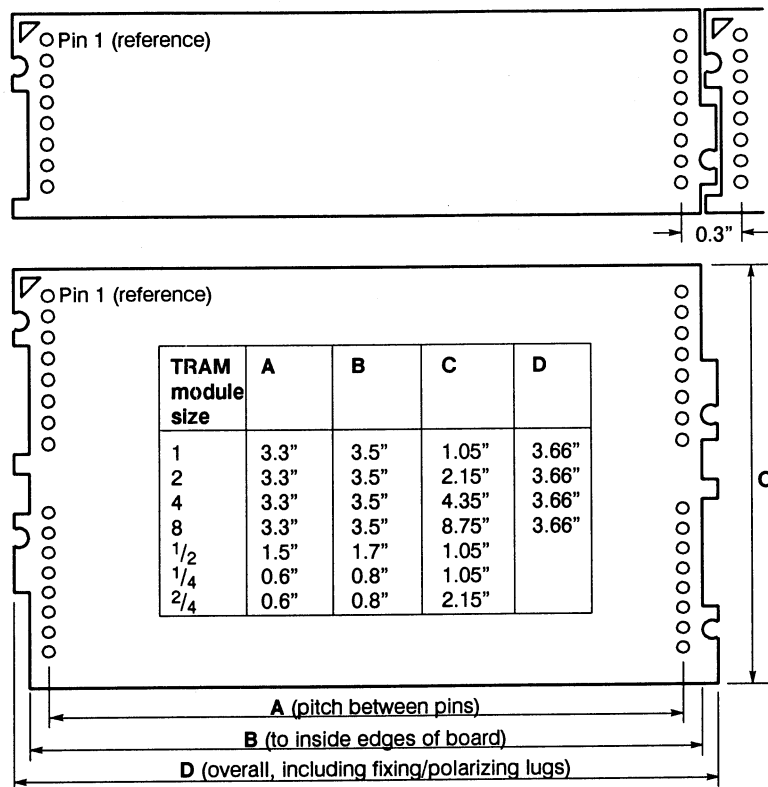 Pin 1 (reference)
0.3”
Pin 1 (reference)
TRAM module size A B C D
1 3.3” 3.5” 1.05” 3.66”
2 3.3” 3.5” 2.15” 3.66”
4 3.3” 3.5” 4.35” 3.66”
8 3.3” 3.5” 8.75” 3.66”
1/2 1.5” 1.7” 1.05”
1/4 0.6” 0.8” 1.05”
2/4 0.6” 0.8” 2.15”
C
A (pitch between pins)
B (to inside edges of board)
D (overall, including fixing/polarizing lugs)